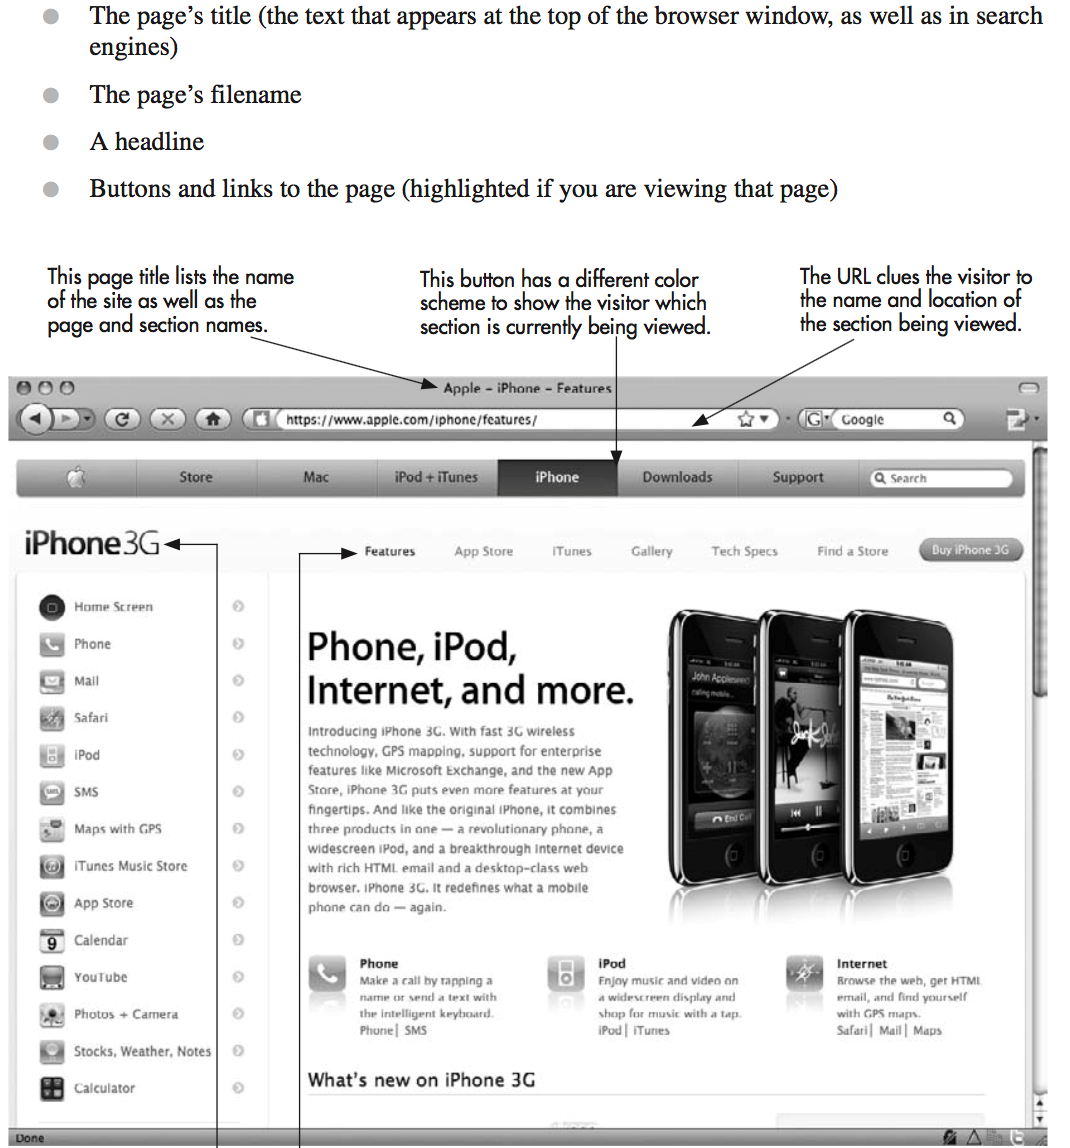 The page's title (the text that appears at the top of the browser window, as well as in search
engines)
The page's filename
A headline
Buttons and links to the page (highlighted if you are viewing that page)
This page title lists the name
of the site as well as the
page and section names.
This button has a different color
scheme to show the visitor which
section is currently being viewed.
The URL clues the visitor to
the name and location of
the section being viewed.
Apple – iPhone – Features
https://www.apple.com/iphone/features/
G
Google
Store
Mac
iPod + iTunes
iPhone
Downloads
Support
Search
iPhone 3G
Features
App Store
iTunes
Gallery
Tech Specs
Find a Store
Buy iPhone 3G
Home Screen
Phone
Mail
Safari
iPod
SMS
Maps with GPS
iTunes Music Store
App Store
9
Calendar
YouTube
Photos + Camera
Stocks, Weather, Notes
Calculator
Phone, iPod,
Internet, and more.
Introducing iPhone 3G. With fast 3G wireless
technology, GPS mapping, support for enterprise
features like Microsoft Exchange, and the new App
Store, iPhone 3G puts even more features at your
fingertips. And like the original iPhone, it combines
three products in one — a revolutionary phone, a
widescreen iPod, and a breakthrough Internet device
with rich HTML email and a desktop-class web
browser. iPhone 3G. It redefines what a mobile
phone can do — again.
John Appleseed
calling mobile...
End Call
Phone
Make a call by tapping a
name or send a text with
the intelligent keyboard.
Phone | SMS
iPod
Enjoy music and video on
a widescreen display and
shop for music with a tap.
iPod | iTunes
Internet
Browse the web, get HTML
email, and find yourself
with GPS maps.
Safari | Mail | Maps
What's new on iPhone 3G
Done